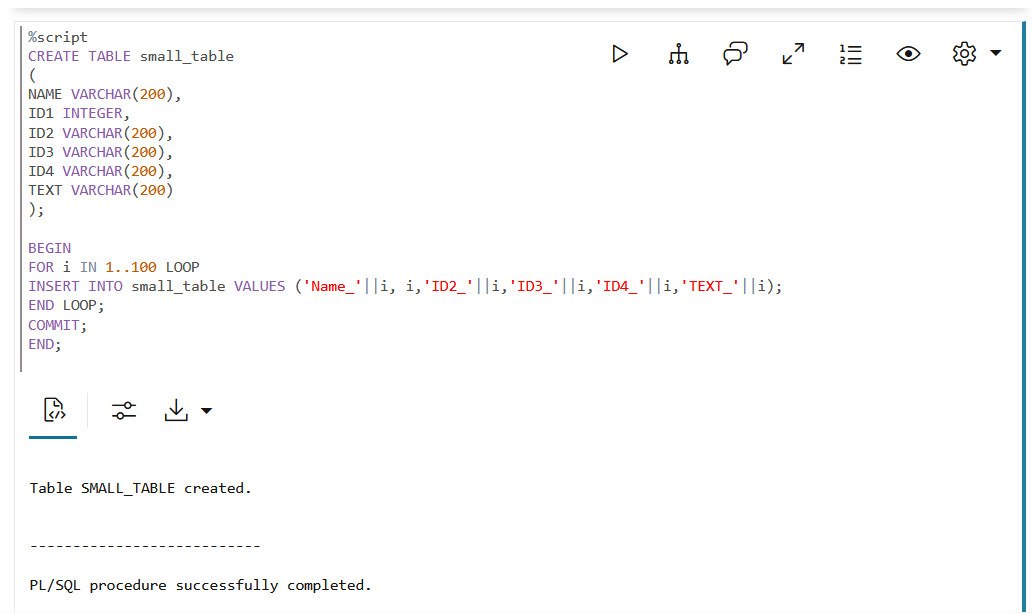 %script
CREATE TABLE small_table
(
NAME VARCHAR(200),
ID1 INTEGER,
ID2 VARCHAR(200),
ID3 VARCHAR(200),
ID4 VARCHAR(200),
TEXT VARCHAR(200)
);
BEGIN
FOR i IN 1..100 LOOP
INSERT INTO small_table VALUES ('Name_'||i, i,'ID2_'||i,'ID3_'||i,'ID4_'||i,'TEXT_'||i);
END LOOP;
COMMIT;
END;
Table SMALL_TABLE created.
---------------------------
PL/SQL procedure successfully completed.